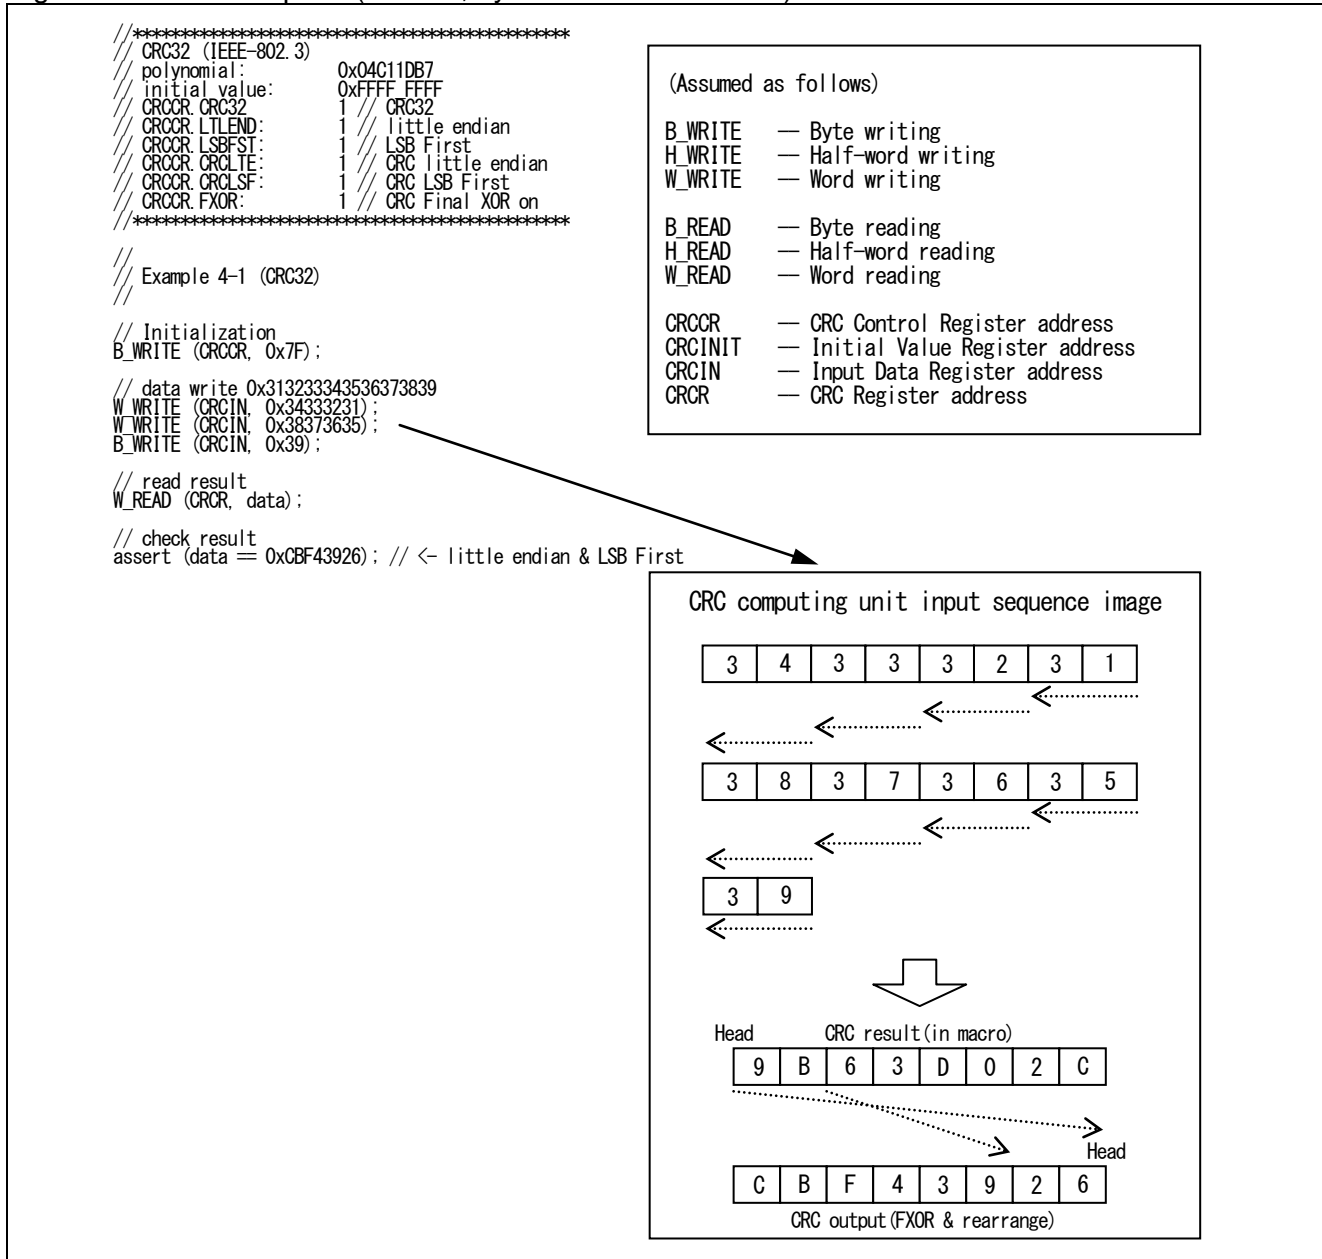 //**********************************************
// CRC32 (IEEE-802.3)
// polynomial: 0x04C11DB7
// initial value: 0xFFFF_FFFF
// CRCCR.CRC32 1 // CRC32
// CRCCR.LTLEND: 1 // little endian
// CRCCR.LSBFST: 1 // LSB First
// CRCCR.CRCLTE: 1 // CRC little endian
// CRCCR.CRCLSF: 1 // CRC LSB First
// CRCCR.FXOR: 1 // CRC Final XOR on
//**********************************************
//
// Example 4-1 (CRC32)
//
// Initialization
B_WRITE (CRCCR, 0x7F);
// data write 0x313233343536373839
W_WRITE (CRCIN, 0x34333231);
W_WRITE (CRCIN, 0x38373635);
B_WRITE (CRCIN, 0x39);
// read result
W_READ (CRCR, data);
// check result
assert (data == 0xCBF43926); // <- little endian & LSB First
(Assumed as follows)
B_WRITE — Byte writing
H_WRITE — Half-word writing
W_WRITE — Word writing
B_READ — Byte reading
H_READ — Half-word reading
W_READ — Word reading
CRCCR — CRC Control Register address
CRCINIT — Initial Value Register address
CRCIN — Input Data Register address
CRCR — CRC Register address
CRC computing unit input sequence image
3 4 3 3 3 2 3 1
3 8 3 7 3 6 3 5
3 9
Head CRC result(in macro)
9 B 6 3 D 0 2 C
Head
C B F 4 3 9 2 6
CRC output(FXOR & rearrange)